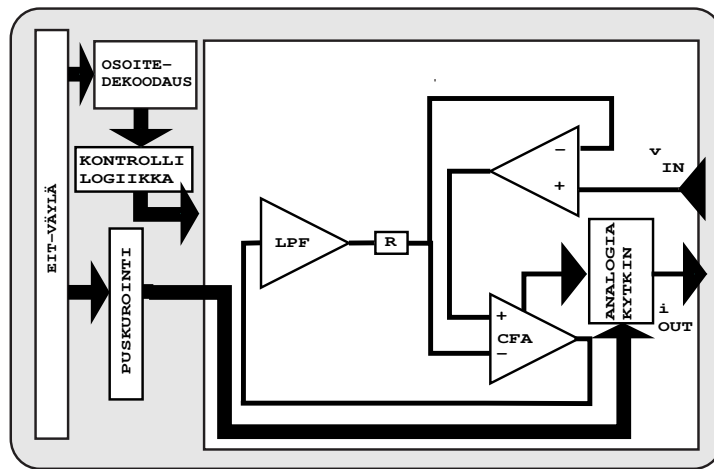 EIT–VÄYLÄ
OSOITE–
DEKOODAUS
KONTROLLI
LOGIIKKA
PUSKUROINTI
LPF
R
–
+
v
IN
+
CFA
–
ANALOGIA
KYTKIN
i
OUT